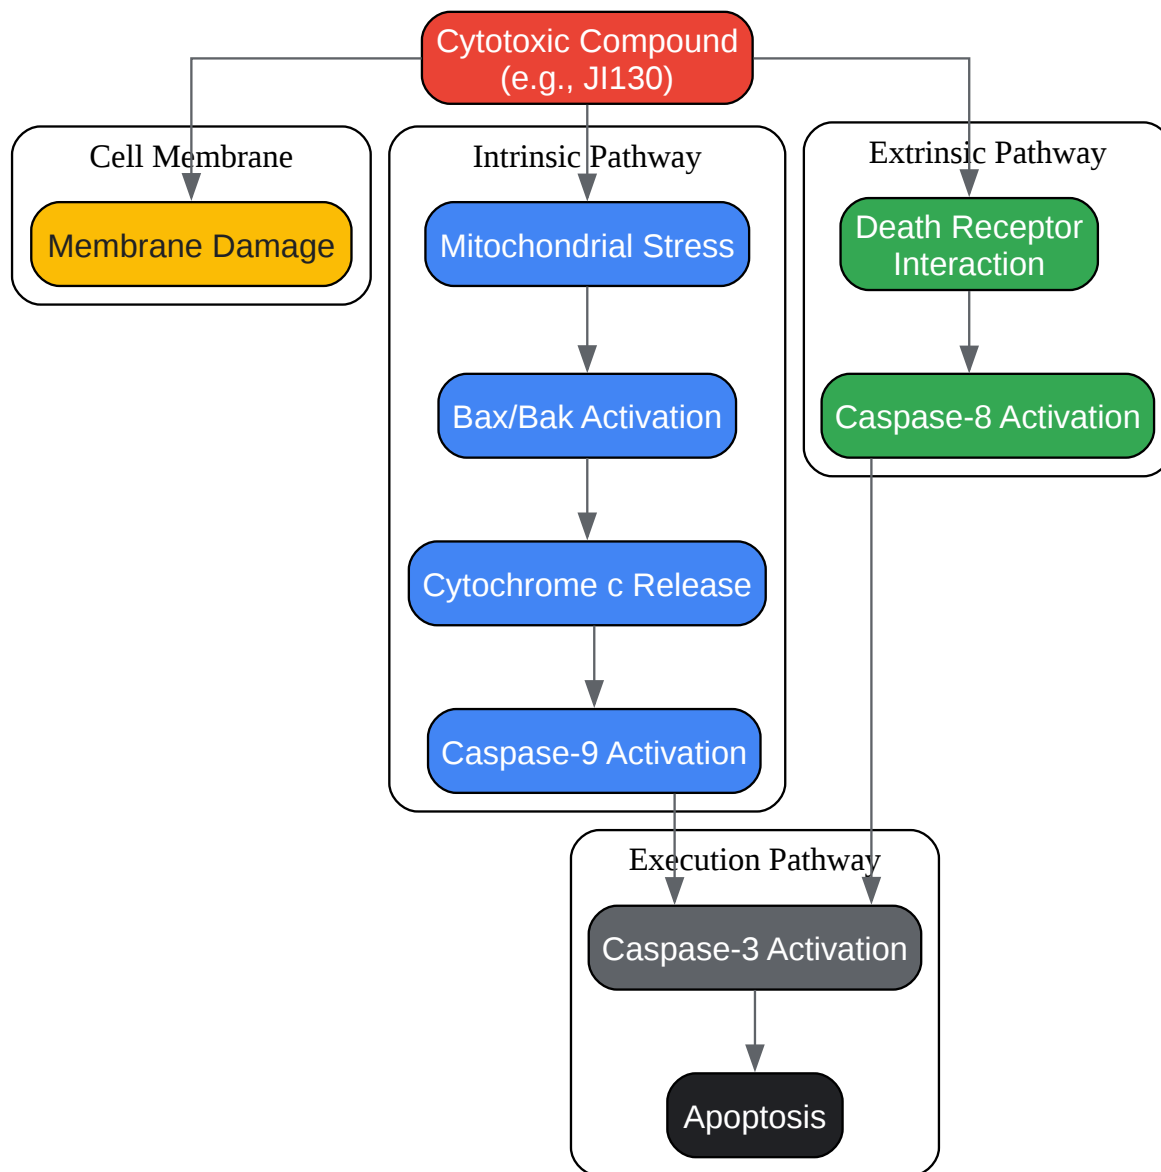 Cytotoxic Compound
(e.g., JI130)
Cell Membrane
Membrane Damage
Intrinsic Pathway
Mitochondrial Stress
Bax/Bak Activation
Cytochrome c Release
Caspase-9 Activation
Extrinsic Pathway
Death Receptor
Interaction
Caspase-8 Activation
Execution Pathway
Caspase-3 Activation
Apoptosis